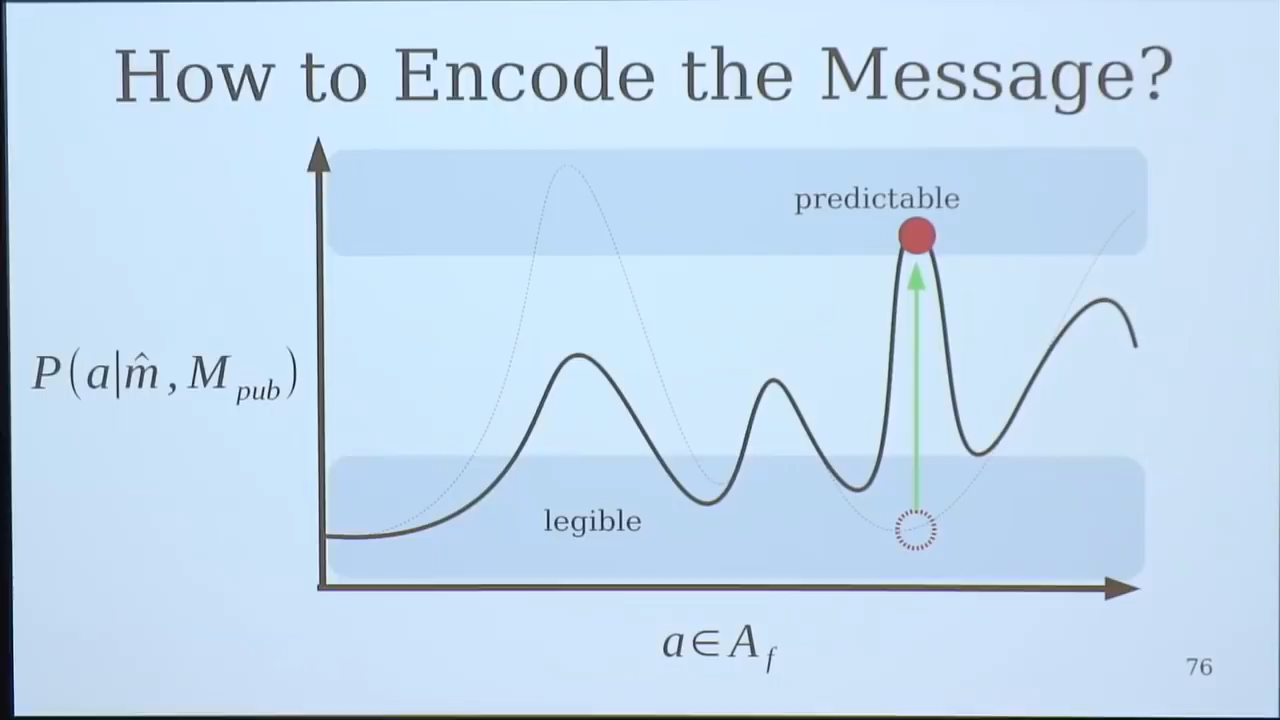 How to Encode the Message?
predictable
P(a|m̂, M_pub)
legible
a∈A_f
76